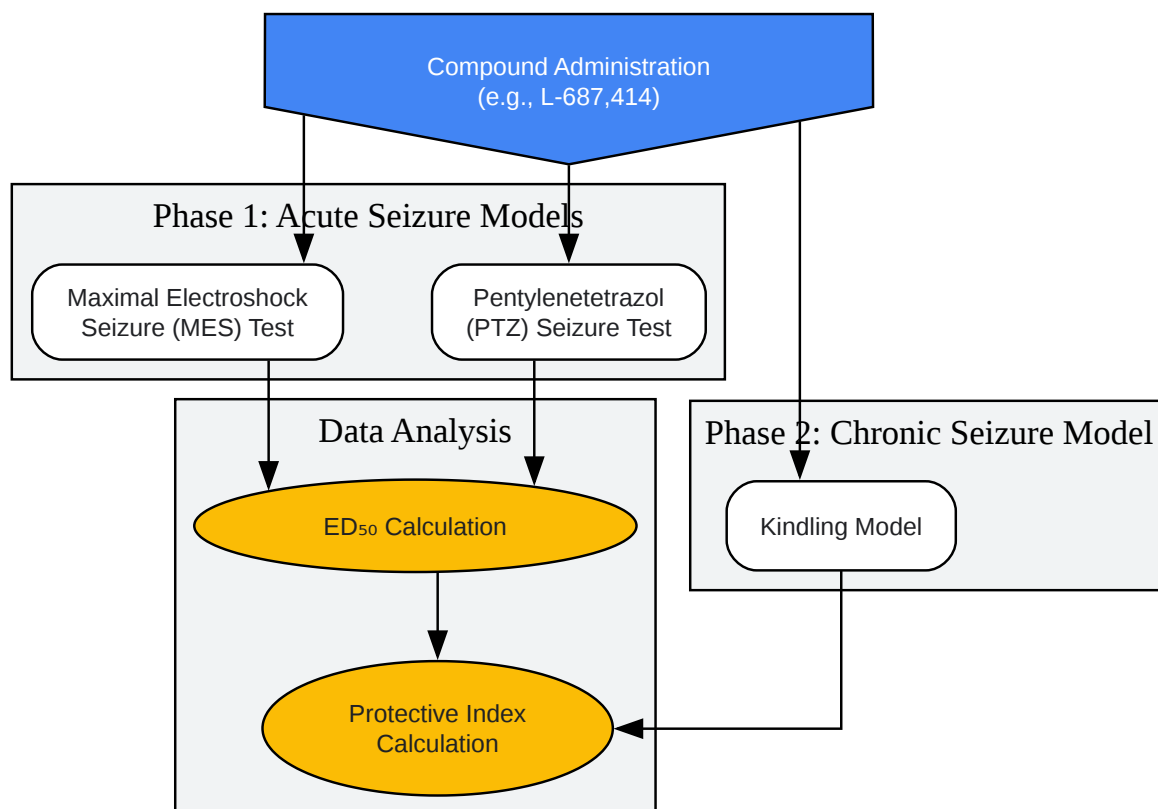 Compound Administration
(e.g., L-687,414)
Phase 1: Acute Seizure Models
Maximal Electroshock
Seizure (MES) Test
Pentylenetetrazol
(PTZ) Seizure Test
Data Analysis
Phase 2: Chronic Seizure Model
ED₅₀ Calculation
Kindling Model
Protective Index
Calculation